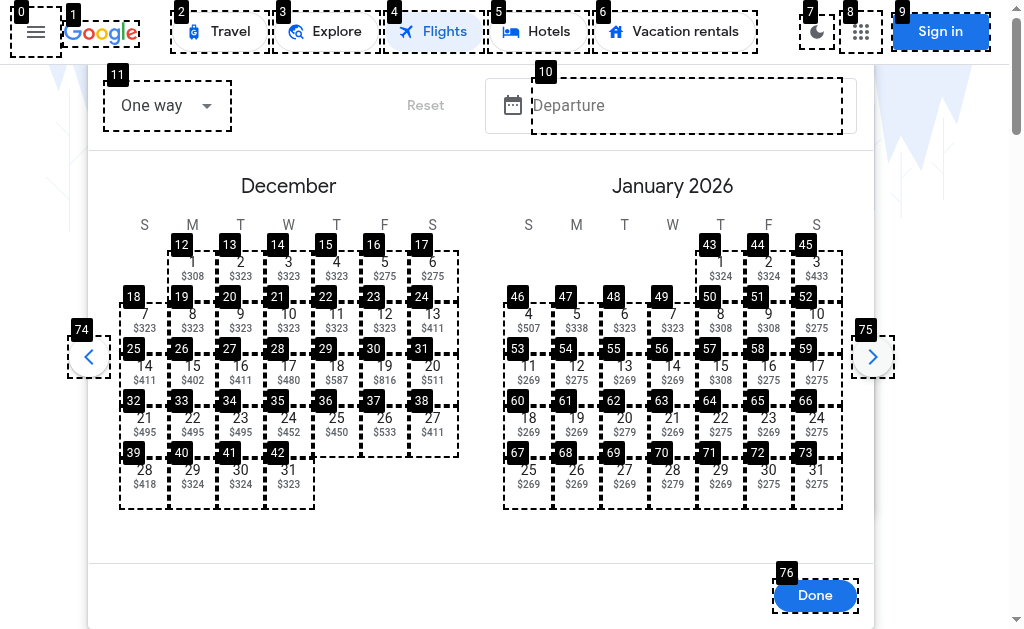 0 1 2 3 4 5 6 7 8 9
Google Travel Explore Flights Hotels Vacation rentals Sign in
11 10
One way Reset Departure
December January 2026
S M T W T F S S M T W T F S
12 13 14 15 16 17 43 44 45
1 2 3 4 5 6 1 2 3
$308 $323 $323 $323 $275 $275 $324 $324 $433
18 19 20 21 22 23 24 46 47 48 49 50 51 52
7 8 9 10 11 12 13 4 5 6 7 8 9 10
$323 $323 $323 $323 $323 $323 $411 $507 $338 $323 $323 $308 $308 $275
74 75
25 26 27 28 29 30 31 53 54 55 56 57 58 59
14 15 16 17 18 19 20 11 12 13 14 15 16 17
$411 $402 $411 $480 $587 $816 $511 $269 $275 $269 $269 $308 $275 $275
32 33 34 35 36 37 38 60 61 62 63 64 65 66
21 22 23 24 25 26 27 18 19 20 21 22 23 24
$495 $495 $495 $452 $450 $533 $411 $269 $269 $279 $269 $275 $269 $275
39 40 41 42 67 68 69 70 71 72 73
28 29 30 31 25 26 27 28 29 30 31
$418 $324 $324 $323 $269 $269 $269 $279 $269 $275 $275
76
Done